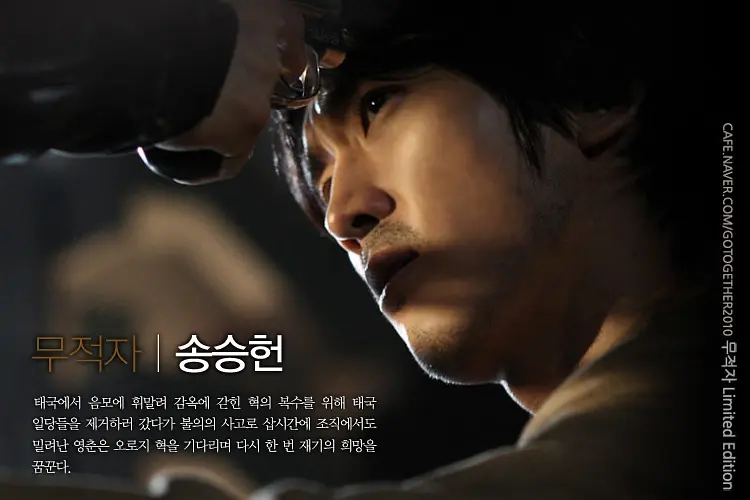 무적자 | 송승헌
태국에서 음모에 휘말려 감옥에 갇힌 혁의 복수를 위해 태국
일당들을 제거하러 갔다가 불의의 사고로 삽시간에 조직에서도
밀려난 영춘은 오로지 혁을 기다리며 다시 한 번 재기의 희망을
꿈꾼다.
CAFE.NAVER.COM/GOTOGETHER2010 무적자 Limited Edition